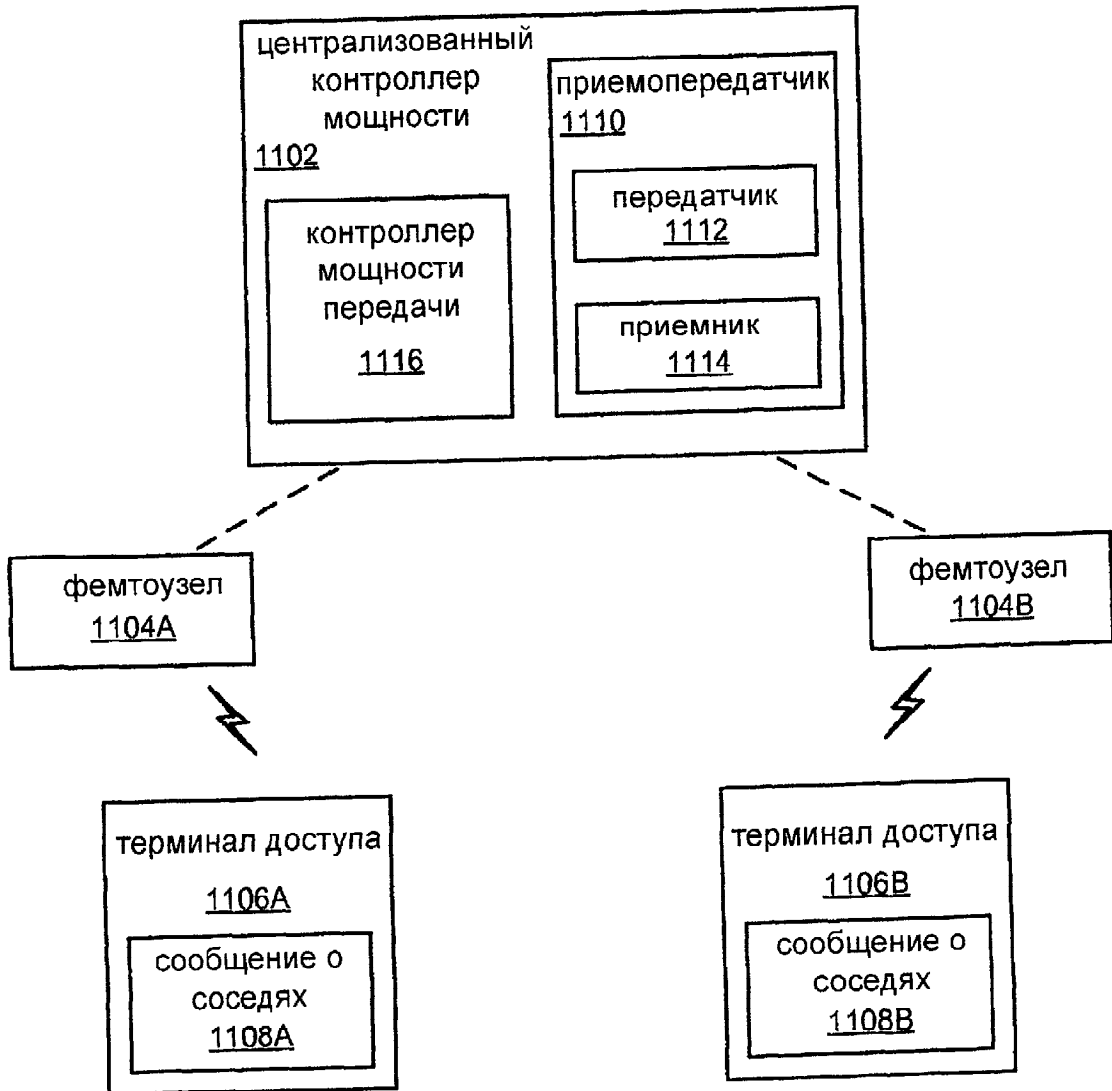 централизованный
контроллер
мощности
1102
приемопередатчик
1110
передатчик
1112
приемник
1114
контроллер
мощности
передачи
1116
фемтоузел
1104A
фемтоузел
1104B
терминал доступа
1106A
сообщение о
соседях
1108A
терминал доступа
1106B
сообщение о
соседях
1108B